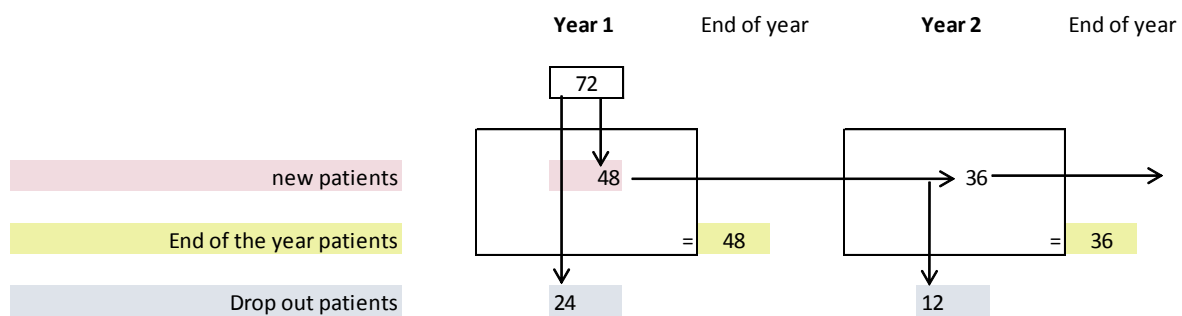 Year 1 End of year Year 2 End of year
72
new patients 48 36
End of the year patients = 48 = 36
Drop out patients 24 12